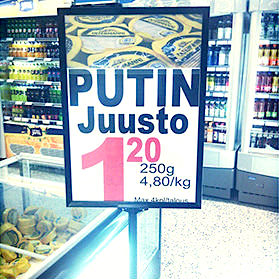 PUTIN
Juusto
1 20
250g
4,80/kg
Max 4kpl/talous